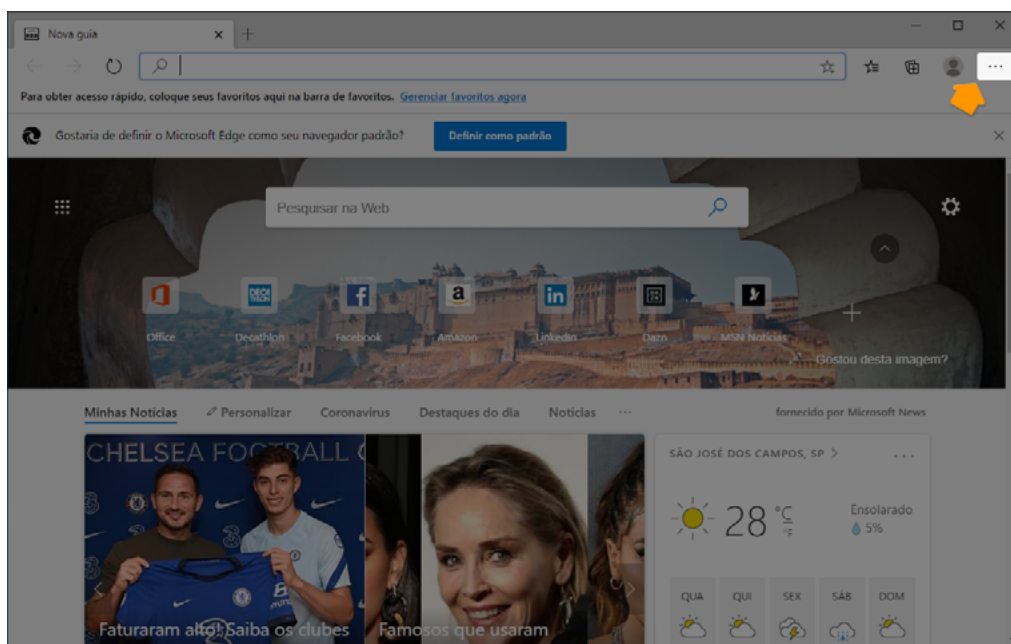 Nova guia
Para obter acesso rápido, coloque seus favoritos aqui na barra de favoritos. Gerenciar favoritos agora
Gostaria de definir o Microsoft Edge como seu navegador padrão? Definir como padrão
Pesquisar na Web
Office Decathlon Facebook Amazon LinkedIn Dazn MSN Notícias
Gostou desta imagem?
Minhas Notícias Personalizar Coronavírus Destaques do dia Notícias ... fornecido por Microsoft News
CHELSEA FOOTBALL
SÃO JOSÉ DOS CAMPOS, SP
28 °C °F
Ensolarado
5%
QUA QUI SEX SÁB DOM
Faturaram alto! Saiba os clubes
Famosos que usaram